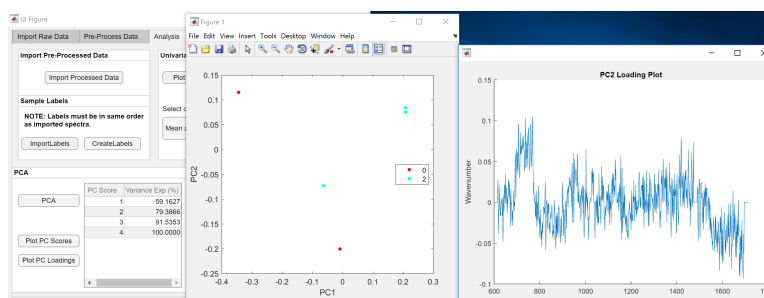 UI Figure
Import Raw Data Pre-Process Data Analysis
Import Pre-Processed Data
Import Processed Data
Sample Labels
NOTE: Labels must be in same order
as imported spectra.
ImportLabels CreateLabels
Univaria
Plot
Select c
Mean a
PCA
PCA
Plot PC Scores
Plot PC Loadings
PC Score Variance Exp (%)
1 59.1627
2 79.3866
3 91.5353
4 100.0000
Figure 1
File Edit View Insert Tools Desktop Window Help
0.15
0.1
0.05
0
-0.05
-0.1
-0.15
-0.2
-0.25
PC2
-0.4 -0.3 -0.2 -0.1 0 0.1 0.2 0.3
PC1
0
2
PC2 Loading Plot
0.15
0.1
0.05
0
-0.05
-0.1
Wavenumber
600 800 1000 1200 1400 1600 1